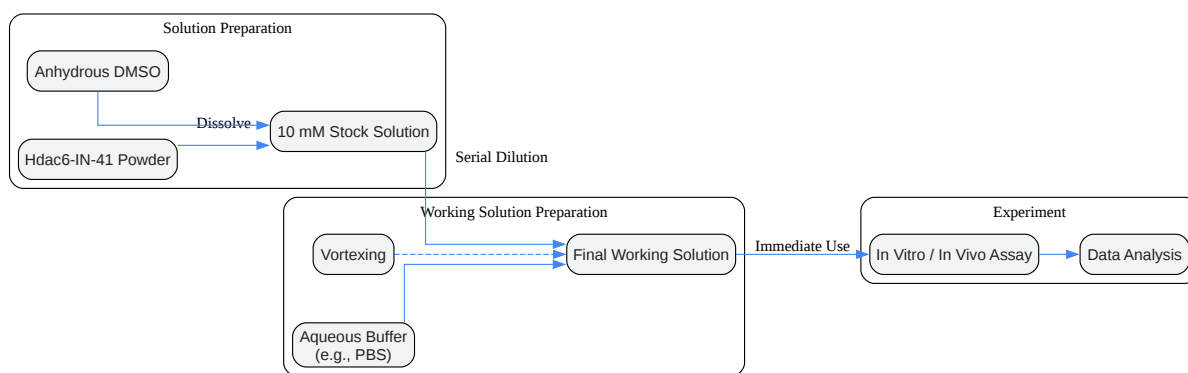 Solution Preparation
Anhydrous DMSO
Dissolve
10 mM Stock Solution
Hdac6-IN-41 Powder
Serial Dilution
Working Solution Preparation
Vortexing
Final Working Solution
Aqueous Buffer
(e.g., PBS)
Immediate Use
Experiment
In Vitro / In Vivo Assay
Data Analysis